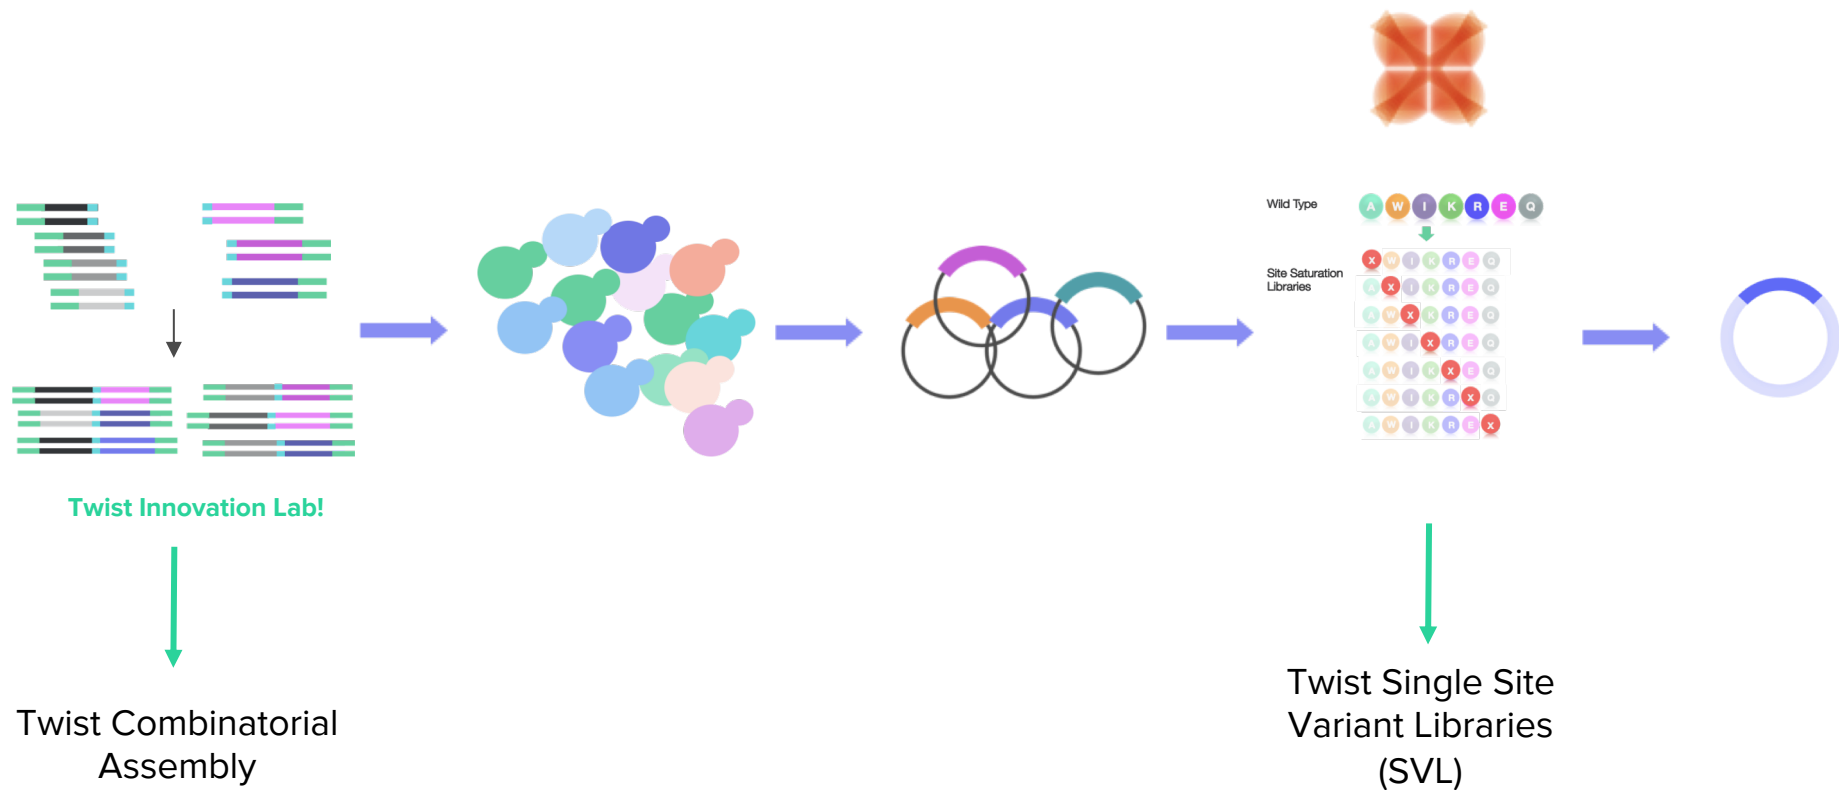 Wild Type
A W I K R E Q
Site Saturation
Libraries
X W I K R E Q
A X I K R E Q
A W X K R E Q
A W I X R E Q
A W I K X E Q
A W I K R X Q
A W I K R E X
Twist Innovation Lab!
Twist Combinatorial
Assembly
Twist Single Site
Variant Libraries
(SVL)